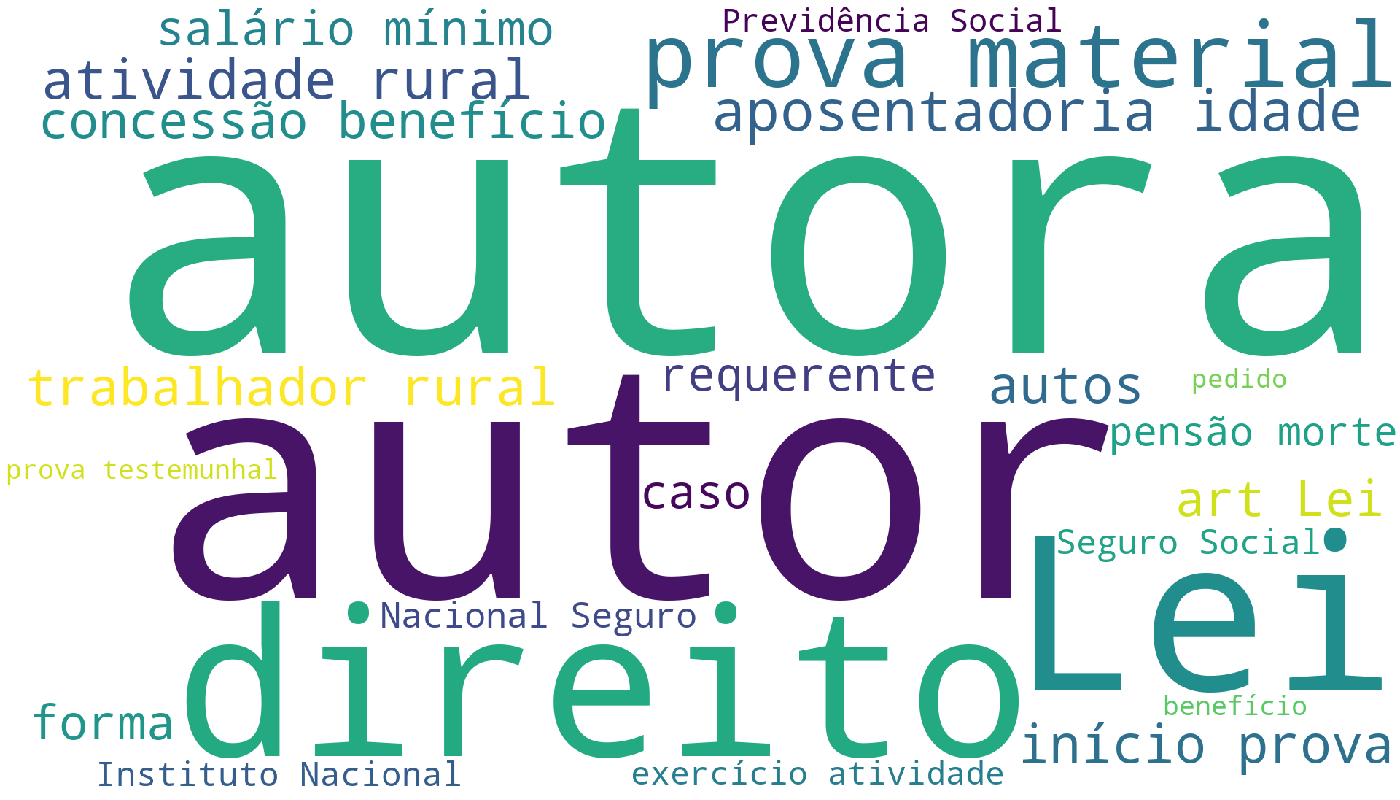 salário mínimo
Previdência Social
prova material
atividade rural
concessão benefício
aposentadoria idade
autora
trabalhador rural
requerente
autos
pedido
autor
pensão morte
prova testemunhal
caso
art Lei
Seguro Social
Lei
Nacional Seguro
direito
forma
benefício
início prova
Instituto Nacional
exercício atividade